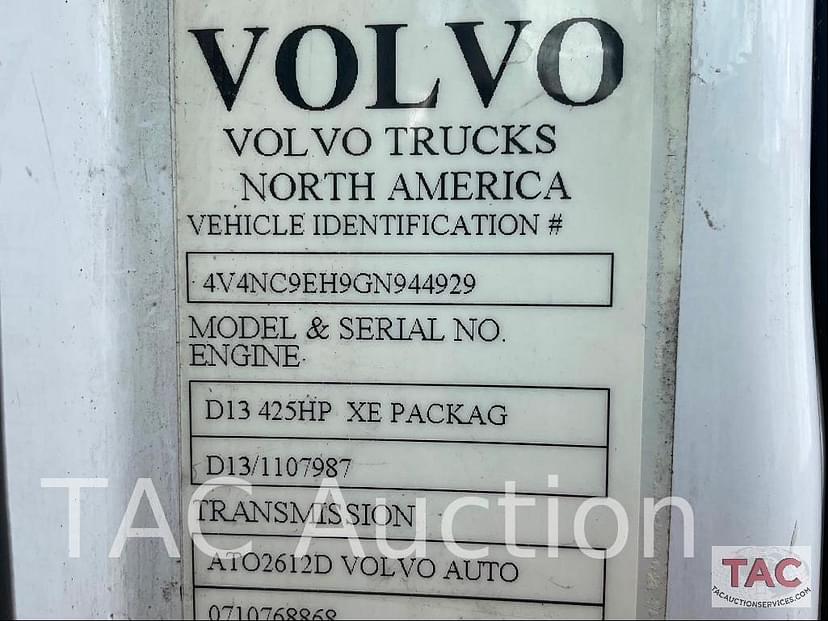 VOLVO
VOLVO TRUCKS
NORTH AMERICA
VEHICLE IDENTIFICATION #
4V4NC9EH9GN944929
MODEL & SERIAL NO.
ENGINE
D13 425HP XE PACKAG
D13/1107987
TRANSMISSION
TAC Auction
ATO2612D VOLVO AUTO
0710768868
TAC
TACAUCTIONSERVICES.COM